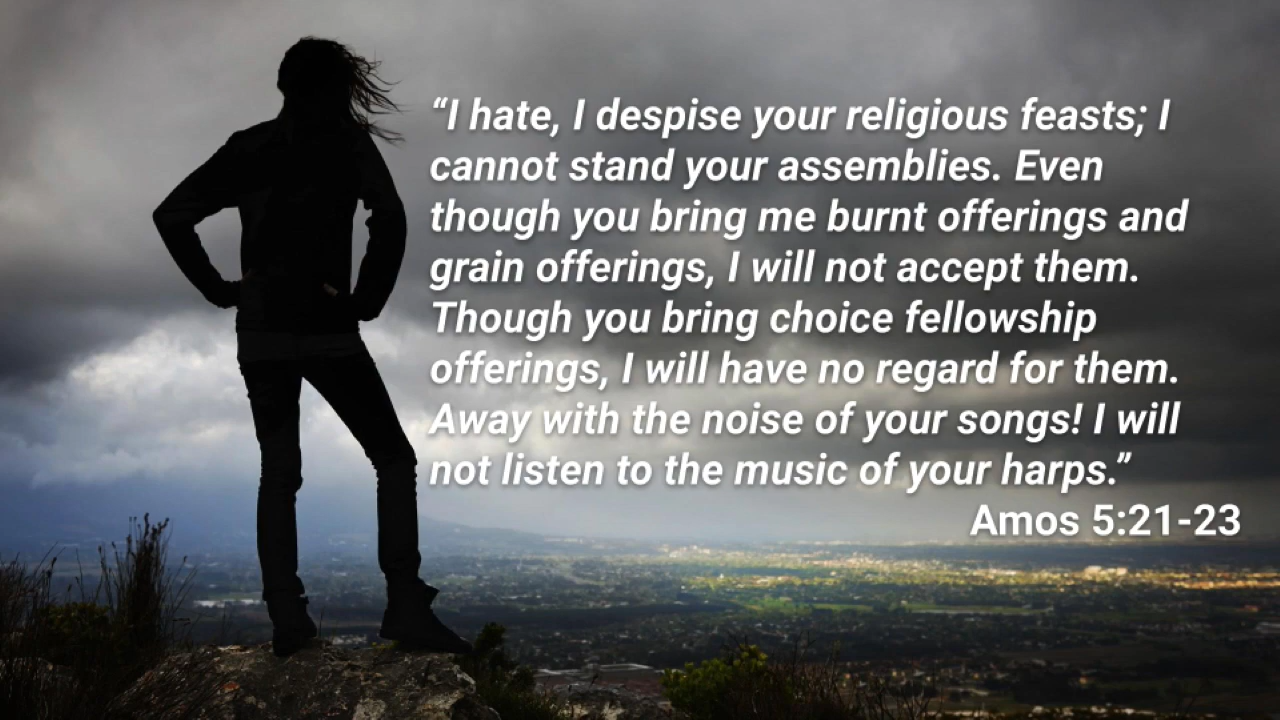 “I hate, I despise your religious feasts; I
cannot stand your assemblies. Even
though you bring me burnt offerings and
grain offerings, I will not accept them.
Though you bring choice fellowship
offerings, I will have no regard for them.
Away with the noise of your songs! I will
not listen to the music of your harps.”
Amos 5:21-23